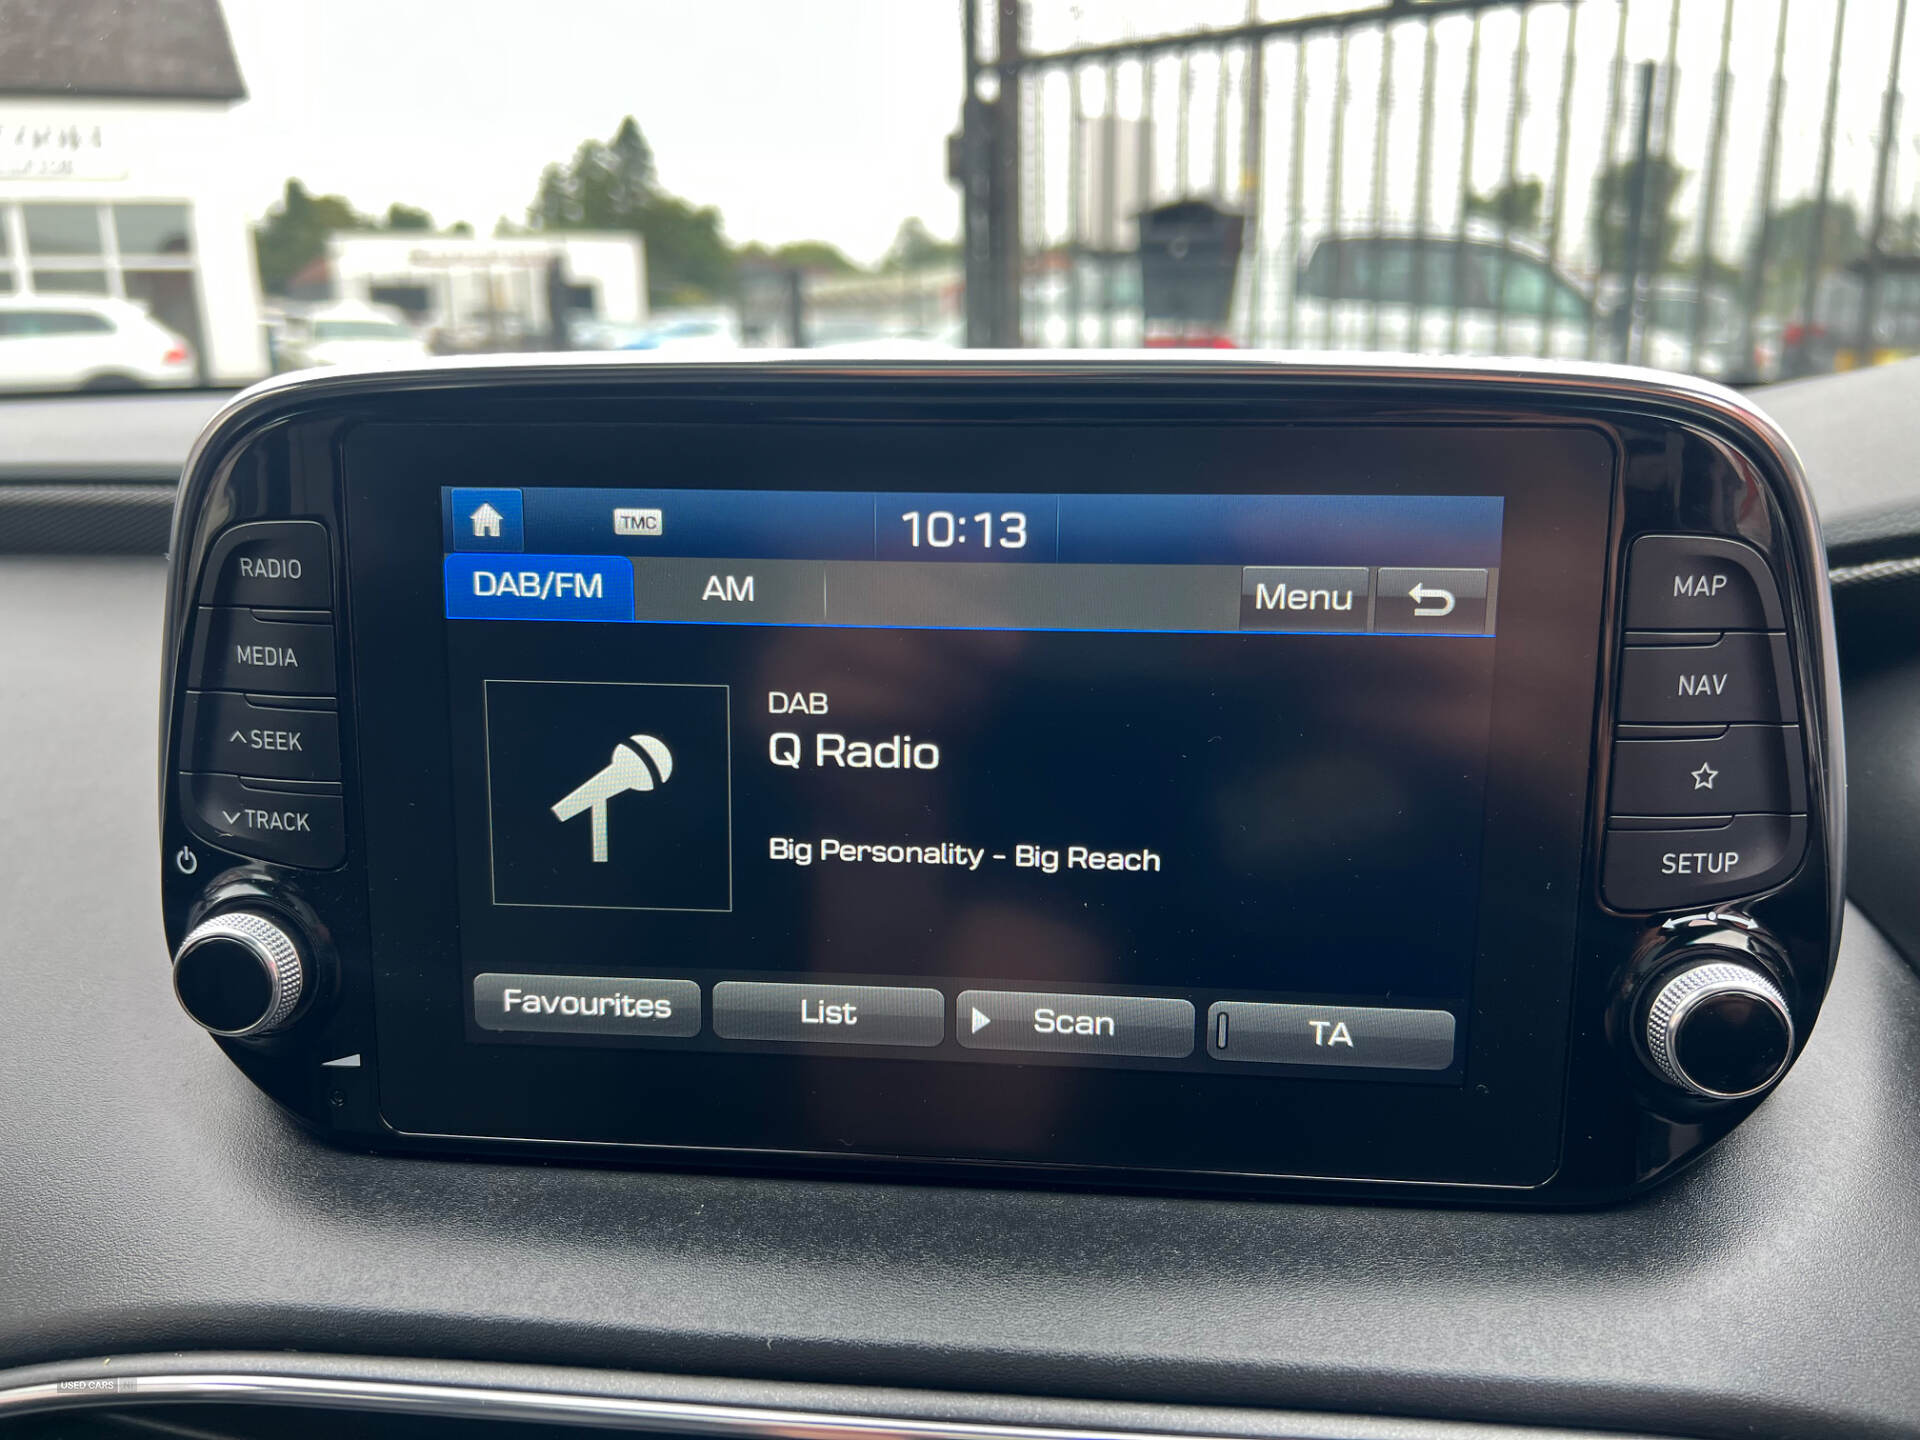 TMC
10:13
DAB/FM AM Menu
DAB
Q Radio
Big Personality - Big Reach
Favourites List Scan TA
RADIO
MEDIA
SEEK
TRACK
MAP
NAV
SETUP
USED CARS NI